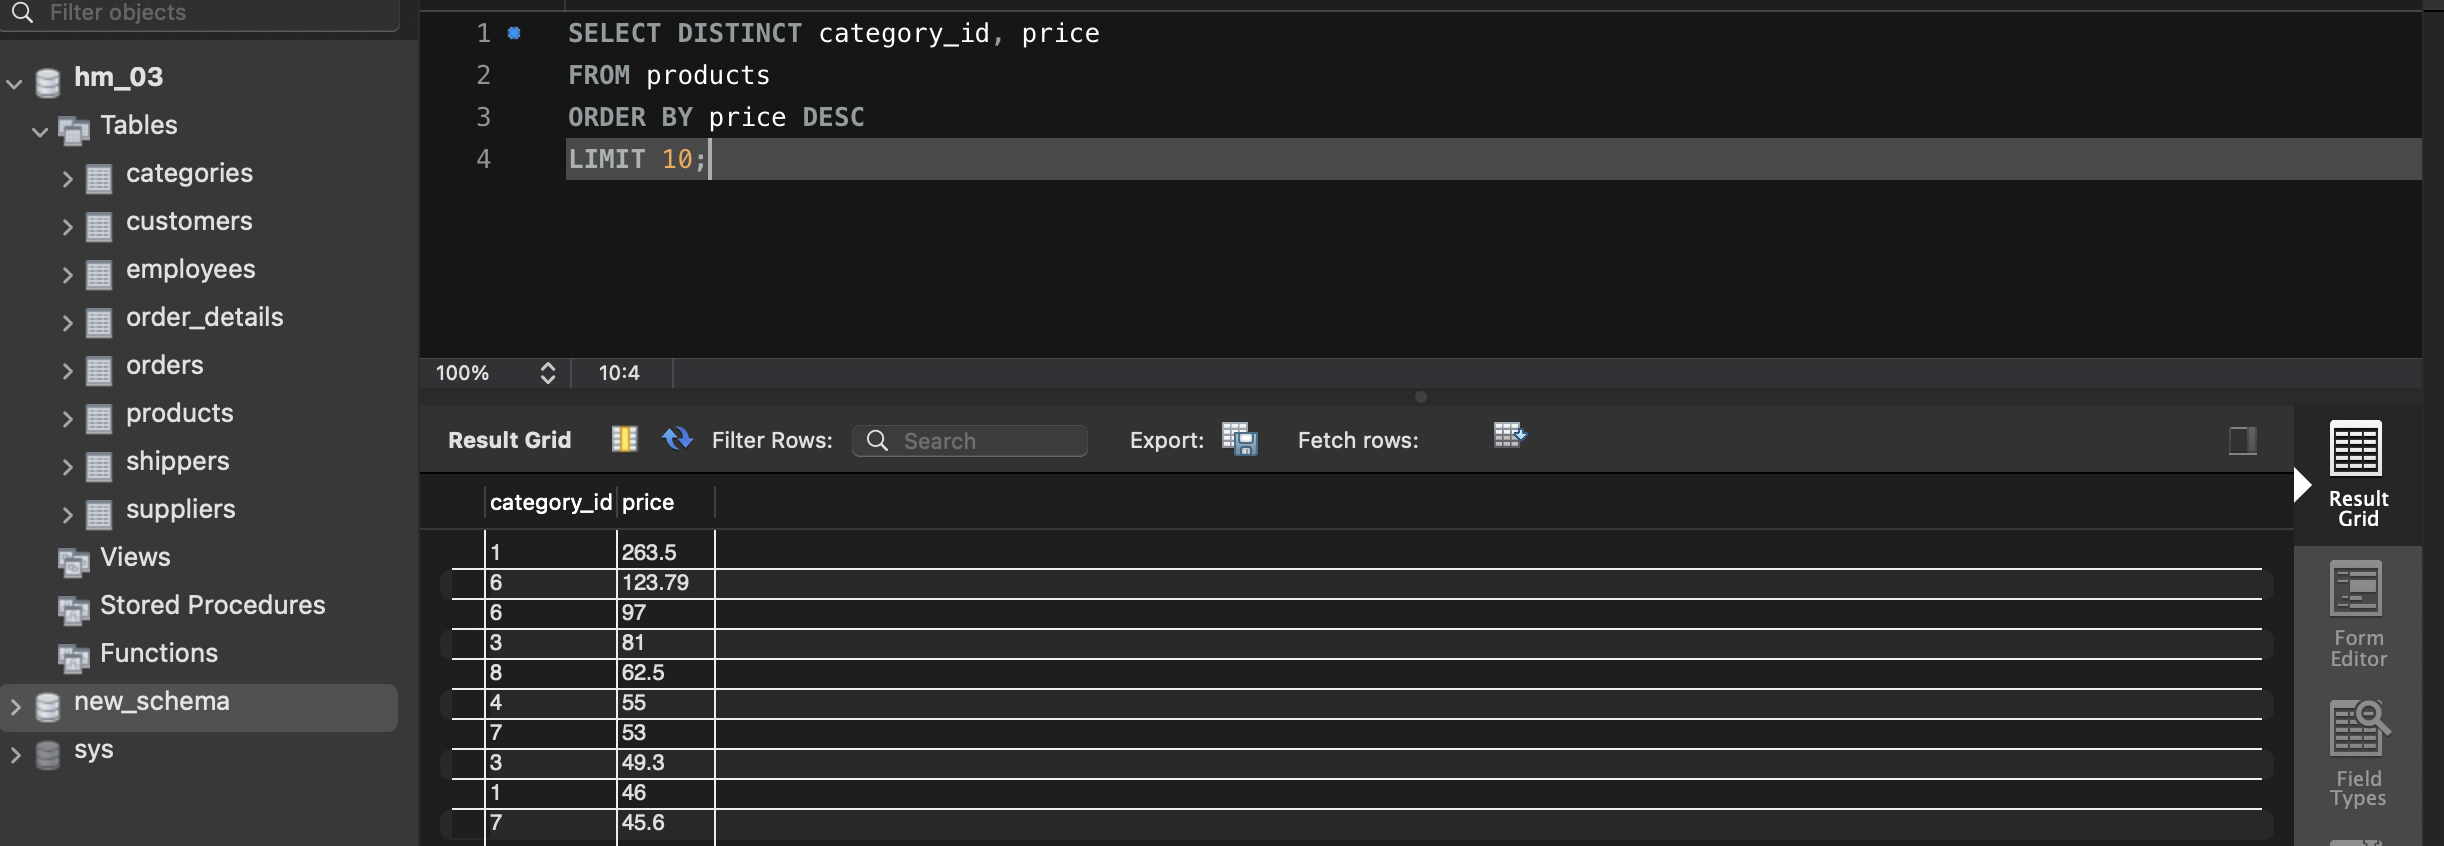 Filter objects
hm_03
Tables
categories
customers
employees
order_details
orders
products
shippers
suppliers
Views
Stored Procedures
Functions
new_schema
sys
1 SELECT DISTINCT category_id, price
2 FROM products
3 ORDER BY price DESC
4 LIMIT 10;
100% 10:4
Result Grid Filter Rows: Search Export: Fetch rows:
category_id price
1 263.5
6 123.79
6 97
3 81
8 62.5
4 55
7 53
3 49.3
1 46
7 45.6
Result
Grid
Form
Editor
Field
Types